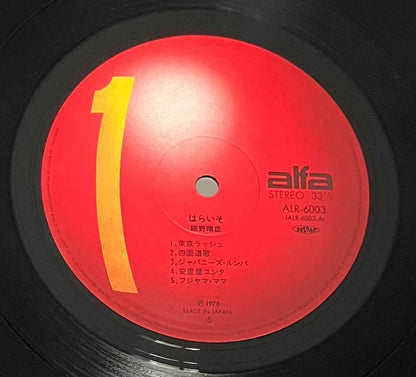 1
alfa
STEREO 33⅓
ALR-6003
(ALR-6003-A)
はらいそ
細野晴臣
1. 東京ラッシュ
2. 四面道歌
3. ジャパニーズ・ルンバ
4. 安里屋ユンタ
5. フジヤマ・ママ
Ⓟ 1978
MADE IN JAPAN